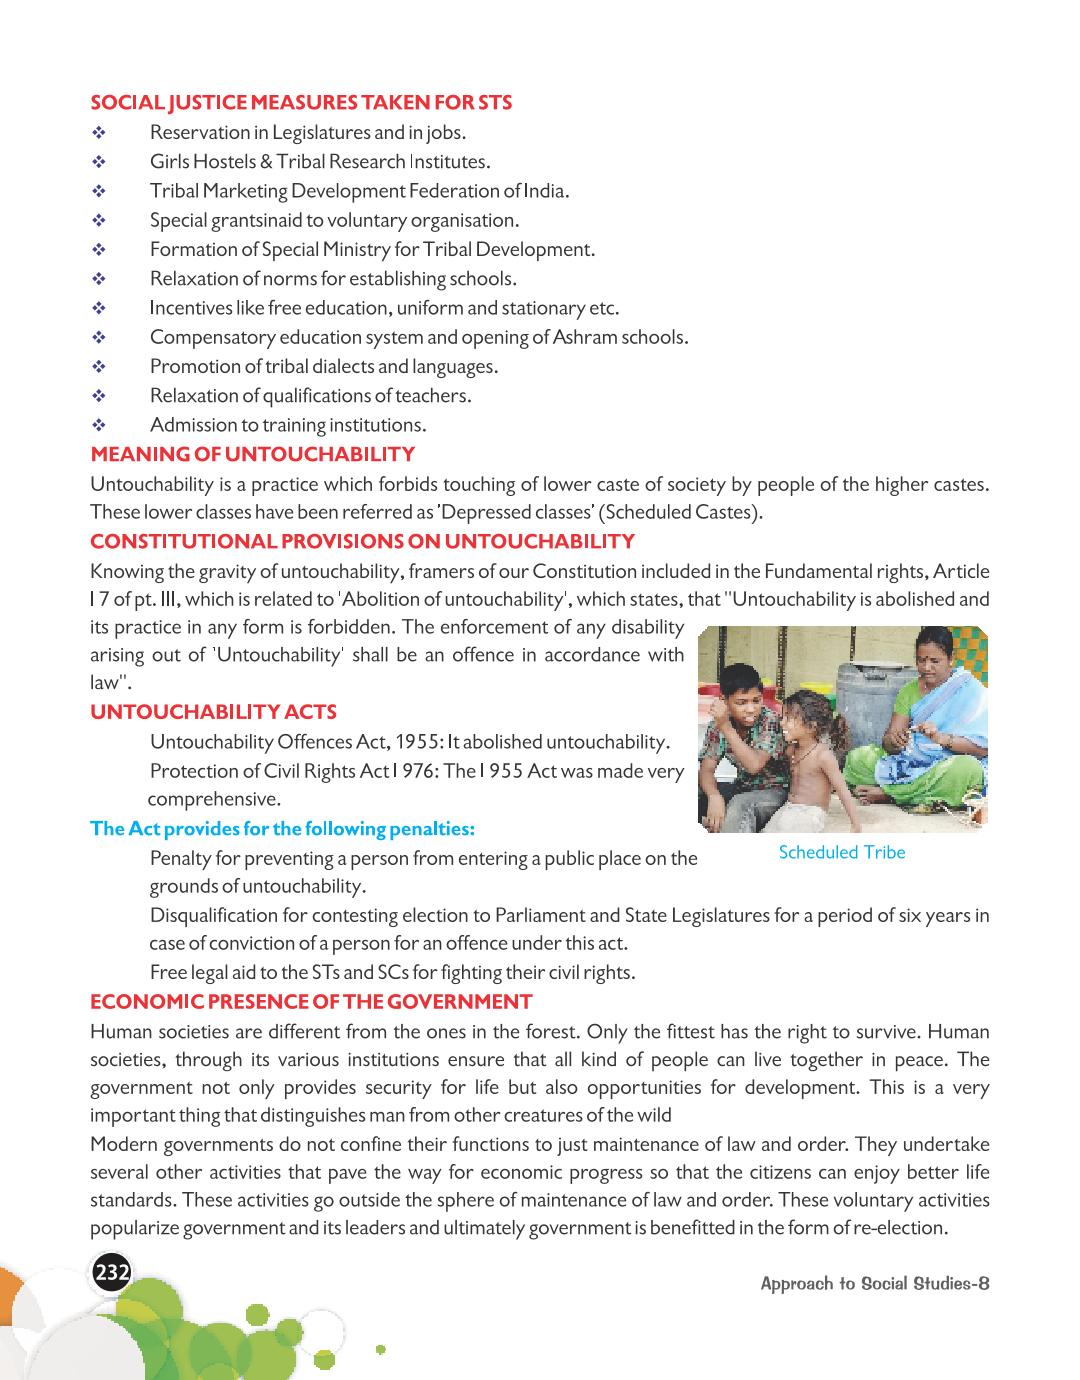 SOCIAL JUSTICE MEASURES TAKEN FOR STS
❖ Reservation in Legislatures and in jobs.
❖ Girls Hostels & Tribal Research Institutes.
❖ Tribal Marketing Development Federation of India.
❖ Special grantsinaid to voluntary organisation.
❖ Formation of Special Ministry for Tribal Development.
❖ Relaxation of norms for establishing schools.
❖ Incentives like free education, uniform and stationary etc.
❖ Compensatory education system and opening of Ashram schools.
❖ Promotion of tribal dialects and languages.
❖ Relaxation of qualifications of teachers.
❖ Admission to training institutions.
MEANING OF UNTOUCHABILITY
Untouchability is a practice which forbids touching of lower caste of society by people of the higher castes.
These lower classes have been referred as 'Depressed classes' (Scheduled Castes).
CONSTITUTIONAL PROVISIONS ON UNTOUCHABILITY
Knowing the gravity of untouchability, framers of our Constitution included in the Fundamental rights, Article
17 of pt. III, which is related to 'Abolition of untouchability', which states, that "Untouchability is abolished and
its practice in any form is forbidden. The enforcement of any disability
arising out of 'Untouchability' shall be an offence in accordance with
law".
UNTOUCHABILITY ACTS
Untouchability Offences Act, 1955: It abolished untouchability.
Protection of Civil Rights Act 1976: The 1955 Act was made very
comprehensive.
The Act provides for the following penalties:
Penalty for preventing a person from entering a public place on the
grounds of untouchability.
Scheduled Tribe
Disqualification for contesting election to Parliament and State Legislatures for a period of six years in
case of conviction of a person for an offence under this act.
Free legal aid to the STs and SCs for fighting their civil rights.
ECONOMIC PRESENCE OF THE GOVERNMENT
Human societies are different from the ones in the forest. Only the fittest has the right to survive. Human
societies, through its various institutions ensure that all kind of people can live together in peace. The
government not only provides security for life but also opportunities for development. This is a very
important thing that distinguishes man from other creatures of the wild
Modern governments do not confine their functions to just maintenance of law and order. They undertake
several other activities that pave the way for economic progress so that the citizens can enjoy better life
standards. These activities go outside the sphere of maintenance of law and order. These voluntary activities
popularize government and its leaders and ultimately government is benefitted in the form of re-election.
232
Approach to Social Studies-8